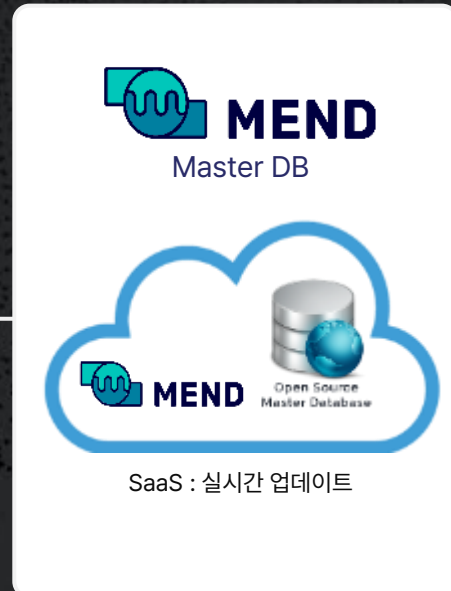 MEND
Master DB
MEND
Open Source
Master Database
SaaS : 실시간 업데이트